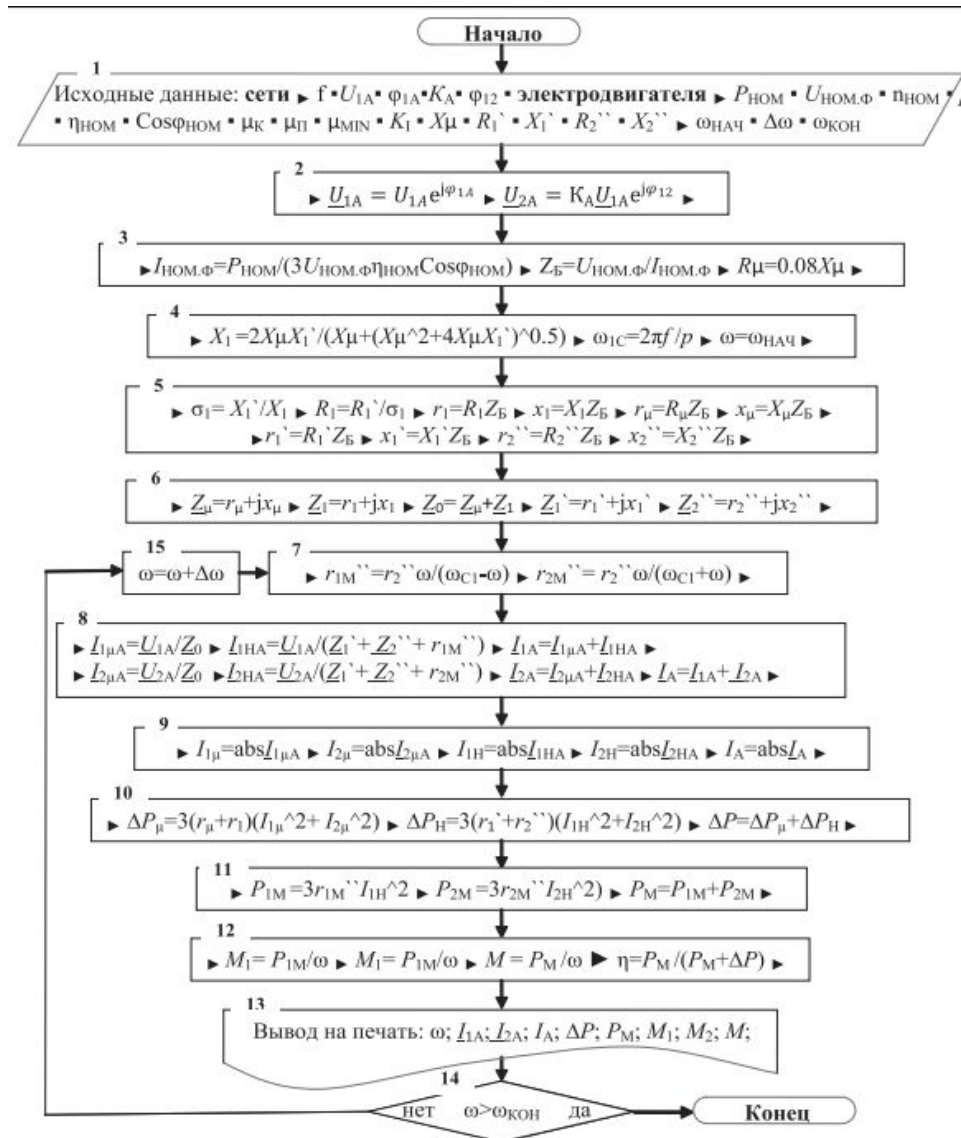 Начало
1
Исходные данные: сети ▸ f ▪ U1A ▪ φ1A ▪ KA ▪ φ12 ▪ электродвигателя ▸ PНОМ ▪ UНОМ.Ф ▪ nНОМ ▪
▪ ηНОМ ▪ CosφНОМ ▪ μК ▪ μП ▪ μMIN ▪ KI ▪ Xμ ▪ R1` ▪ X1` ▪ R2`` ▪ X2`` ▸ ωНАЧ ▪ Δω ▪ ωКОН
2
▸ U1A = U1Ae^jφ1A ▸ U2A = KAU1Ae^jφ12 ▸
3
▸IНОМ.Ф=PНОМ/(3UНОМ.ФηНОМCosφНОМ) ▸ ZБ=UНОМ.Ф/IНОМ.Ф ▸ Rμ=0.08Xμ
4
▸ X1=2XμX1`/(Xμ+(Xμ^2+4XμX1`)^0.5) ▸ ω1C=2πf/p ▸ ω=ωНАЧ ▸
5
▸ σ1= X1`/X1 ▸ R1=R1`/σ1 ▸ r1=R1ZБ ▸ x1=X1ZБ ▸ rμ=RμZБ ▸ xμ=XμZБ ▸
▸r1`=R1`ZБ ▸ x1`=X1`ZБ ▸ r2``=R2``ZБ ▸ x2``=X2``ZБ ▸
6
▸ Zμ=rμ+jxμ ▸ Z1=r1+jx1 ▸ Z0=Zμ+Z1 ▸ Z1`=r1`+jx1` ▸ Z2``=r2``+jx2`` ▸
15
ω=ω+Δω
7
▸ r1M``=r2``ω/(ωC1-ω) ▸ r2M``= r2``ω/(ωC1+ω) ▸
8
▸ I1μA=U1A/Z0 ▸ I1HA=U1A/(Z1`+ Z2``+ r1M``) ▸ I1A=I1μA+I1HA ▸
▸ I2μA=U2A/Z0 ▸ I2HA=U2A/(Z1`+ Z2``+ r2M``) ▸ I2A=I2μA+I2HA ▸ IA=I1A+ I2A ▸
9
▸ I1μ=absI1μA ▸ I2μ=absI2μA ▸ I1H=absI1HA ▸ I2H=absI2HA ▸ IA=absIA ▸
10
▸ ΔPμ=3(rμ+r1)(I1μ^2+ I2μ^2) ▸ ΔPH=3(r1`+r2``)(I1H^2+I2H^2) ▸ ΔP=ΔPμ+ΔPH ▸
11
▸ P1M=3r1M``I1H^2 ▸ P2M=3r2M``I2H^2) ▸ PM=P1M+P2M ▸
12
▸ M1= P1M/ω ▸ M1= P1M/ω ▸ M = PM/ω ▶ η=PM/(PM+ΔP) ▸
13
Вывод на печать: ω; I1A; I2A; IA; ΔP; PM; M1; M2; M;
14
нет ω>ωКОН да
Конец